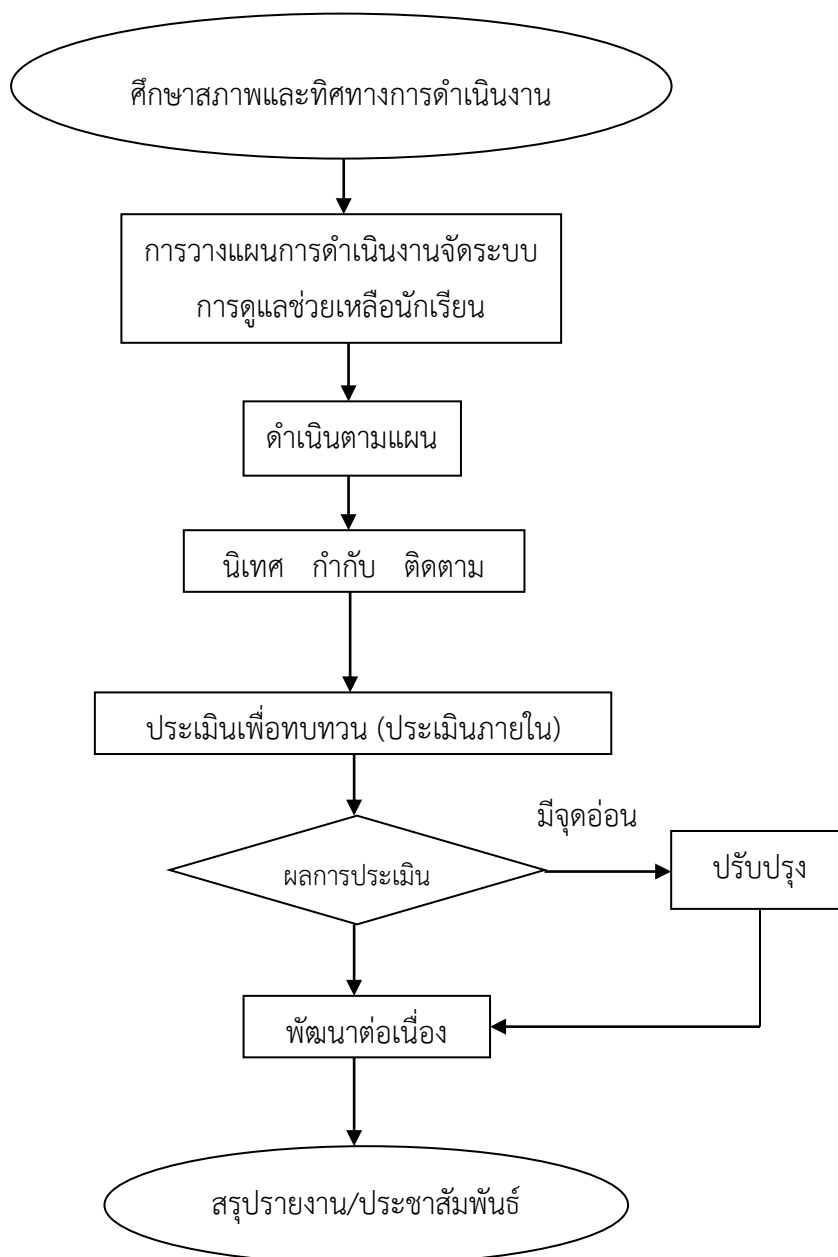 ศึกษาสภาพและทิศทางการดำเนินงาน
การวางแผนการดำเนินงานจัดระบบ
การดูแลช่วยเหลือนักเรียน
ดำเนินตามแผน
นิเทศ กำกับ ติดตาม
ประเมินเพื่อทบทวน (ประเมินภายใน)
มีจุดอ่อน
ผลการประเมิน
ปรับปรุง
พัฒนาต่อเนื่อง
สรุปรายงาน/ประชาสัมพันธ์